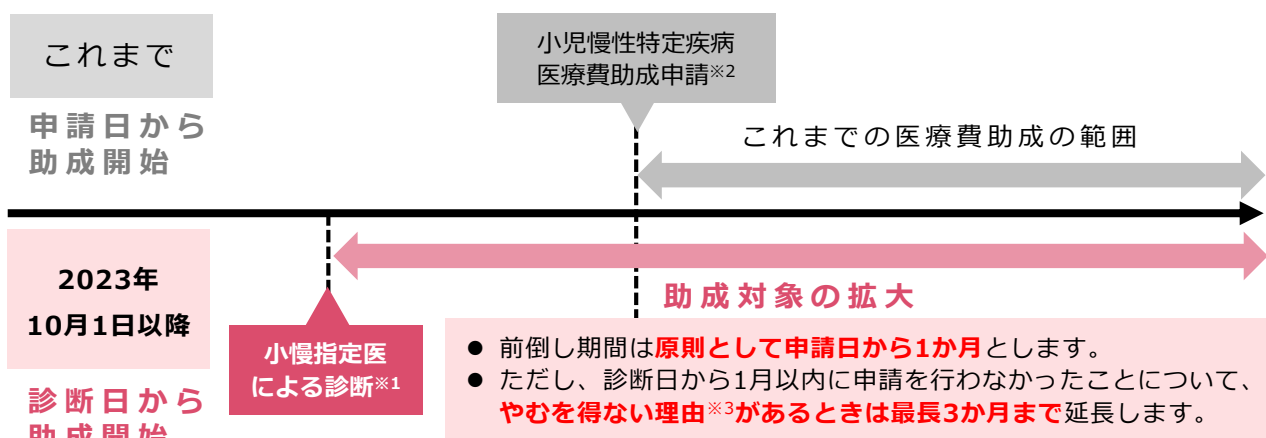 これまで
申請日から
助成開始
小児慢性特定疾病
医療費助成申請※2
これまでの医療費助成の範囲
2023年
10月1日以降
診断日から
助成開始
小慢指定医
による診断※1
助成対象の拡大
● 前倒し期間は原則として申請日から1か月とします。
● ただし、診断日から1月以内に申請を行わなかったことについて、
やむを得ない理由※3があるときは最長3か月まで延長します。